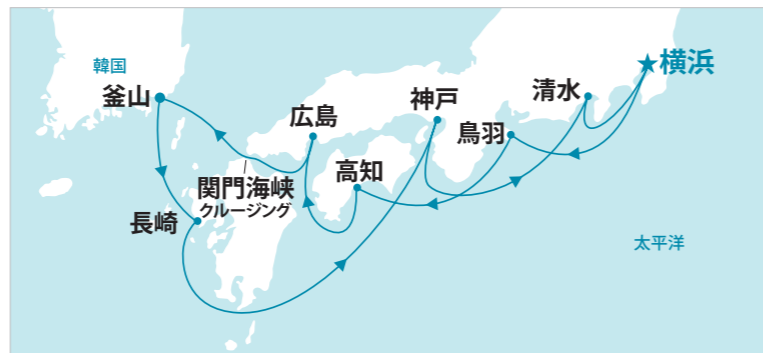 韓国
釜山
広島
神戸
清水
横浜
鳥羽
高知
関門海峡
クルージング
長崎
太平洋